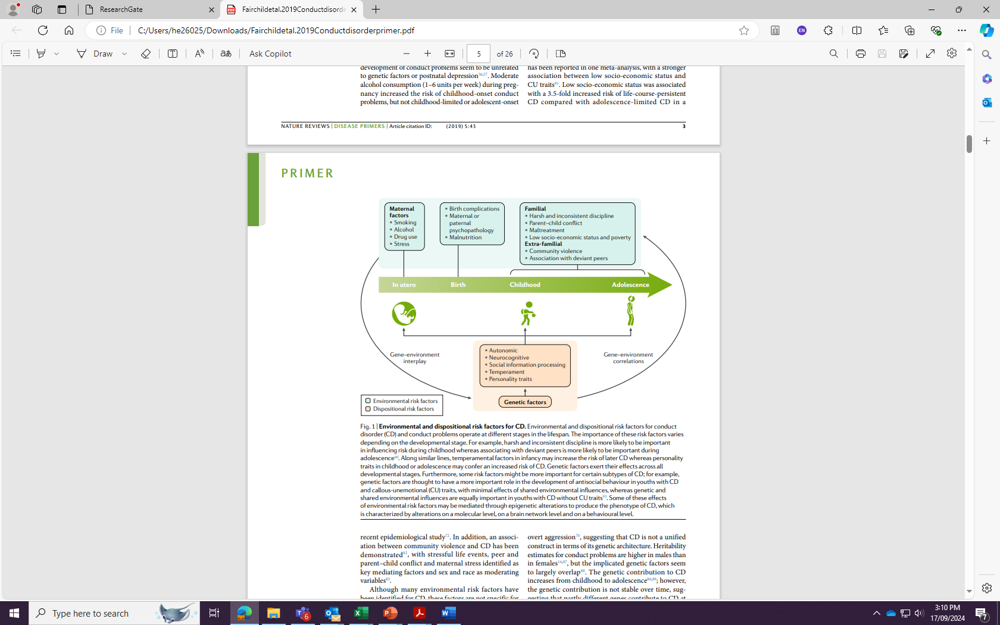 ResearchGate
Fairchildetal.2019Conductdisorde
File
C:/Users/he26025/Downloads/Fairchildetal.2019Conductdisorderprimer.pdf
EN
Draw
Ask Copilot
5
of 26
development of conduct problems seem to be unrelated
to genetic factors or postnatal depression56,57. Moderate
alcohol consumption (1–6 units per week) during preg-
nancy increased the risk of childhood-onset conduct
problems, but not childhood-limited or adolescent-onset
has been reported in one meta-analysis, with a stronger
association between low socio-economic status and
CU traits81. Low socio-economic status was associated
with a 3.5-fold increased risk of life-course-persistent
CD compared with adolescence-limited CD in a
NATURE REVIEWS | DISEASE PRIMERS | Article citation ID: (2019) 5:43
3
PRIMER
Maternal
factors
• Smoking
• Alcohol
• Drug use
• Stress
• Birth complications
• Maternal or
paternal
psychopathology
• Malnutrition
Familial
• Harsh and inconsistent discipline
• Parent–child conflict
• Maltreatment
• Low socio-economic status and poverty
Extra-familial
• Community violence
• Association with deviant peers
In utero
Birth
Childhood
Adolescence
Gene–environment
interplay
• Autonomic
• Neurocognitive
• Social information processing
• Temperament
• Personality traits
Gene–environment
correlations
Genetic factors
Environmental risk factors
Dispositional risk factors
Fig. 1 | Environmental and dispositional risk factors for CD. Environmental and dispositional risk factors for conduct
disorder (CD) and conduct problems operate at different stages in the lifespan. The importance of these risk factors varies
depending on the developmental stage. For example, harsh and inconsistent discipline is more likely to be important
in influencing risk during childhood whereas associating with deviant peers is more likely to be important during
adolescence80. Along similar lines, temperamental factors in infancy may increase the risk of later CD whereas personality
traits in childhood or adolescence may confer an increased risk of CD. Genetic factors exert their effects across all
developmental stages. Furthermore, some risk factors might be more important for certain subtypes of CD; for example,
genetic factors are thought to have a more important role in the development of antisocial behaviour in youths with CD
and callous-unemotional (CU) traits, with minimal effects of shared environmental influences, whereas genetic and
shared environmental influences are equally important in youths with CD without CU traits93. Some of these effects
of environmental risk factors may be mediated through epigenetic alterations to produce the phenotype of CD, which
is characterized by alterations on a molecular level, on a brain network level and on a behavioural level.
recent epidemiological study72. In addition, an associ-
ation between community violence and CD has been
demonstrated82, with stressful life events, peer and
parent–child conflict and maternal stress identified as
key mediating factors and sex and race as moderating
variables83.
Although many environmental risk factors have
been identified for CD, these factors are not specific for
overt aggression70, suggesting that CD is not a unified
construct in terms of its genetic architecture. Heritability
estimates for conduct problems are higher in males than
in females14,87, but the implicated genetic factors seem
to largely overlap88. The genetic contribution to CD
increases from childhood to adolescence86,89; however,
the genetic contribution is not stable over time, sug-
gesting that partly different genes contribute to CD at
Type here to search
6
3:10 PM
17/09/2024
7